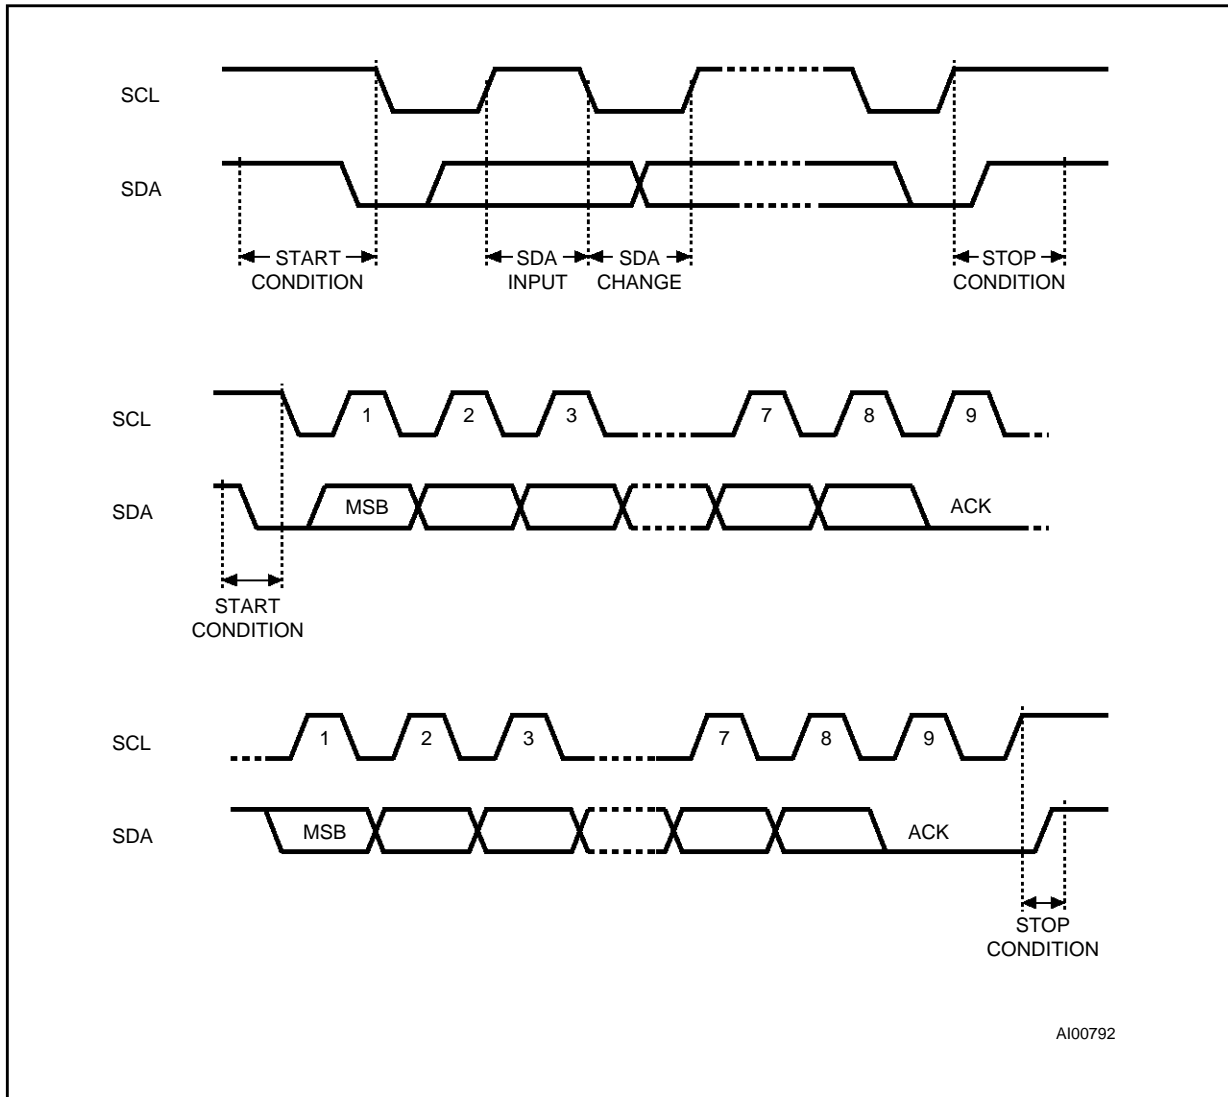 SCL
SDA
START CONDITION
SDA INPUT
SDA CHANGE
STOP CONDITION
SCL
1 2 3 7 8 9
SDA
MSB
ACK
START CONDITION
SCL
1 2 3 7 8 9
SDA
MSB
ACK
STOP CONDITION
AI00792